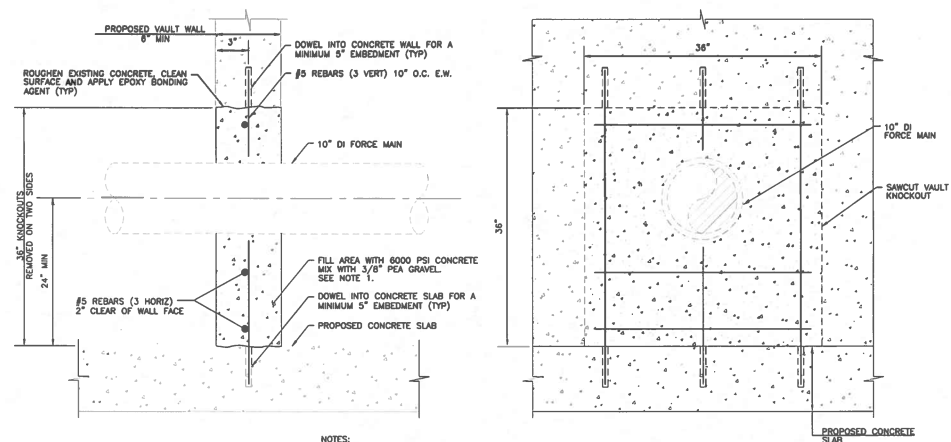 PROPOSED VAULT WALL
6" MIN
3"
DOWEL INTO CONCRETE WALL FOR A
MINIMUM 5" EMBEDMENT (TYP)
#5 REBARS (3 VERT) 10" O.C. E.W.
ROUGHEN EXISTING CONCRETE, CLEAN
SURFACE AND APPLY EPOXY BONDING
AGENT (TYP)
10" DI FORCE MAIN
36" KNOCKOUTS
REMOVED ON TWO SIDES
24" MIN
FILL AREA WITH 6000 PSI CONCRETE
MIX WITH 3/8" PEA GRAVEL.
SEE NOTE 1.
#5 REBARS (3 HORIZ)
2" CLEAR OF WALL FACE
DOWEL INTO CONCRETE SLAB FOR A
MINIMUM 5" EMBEDMENT (TYP)
PROPOSED CONCRETE SLAB
NOTES:
36"
36"
10" DI
FORCE MAIN
SAWCUT VAULT
KNOCKOUT
PROPOSED CONCRETE
SLAB